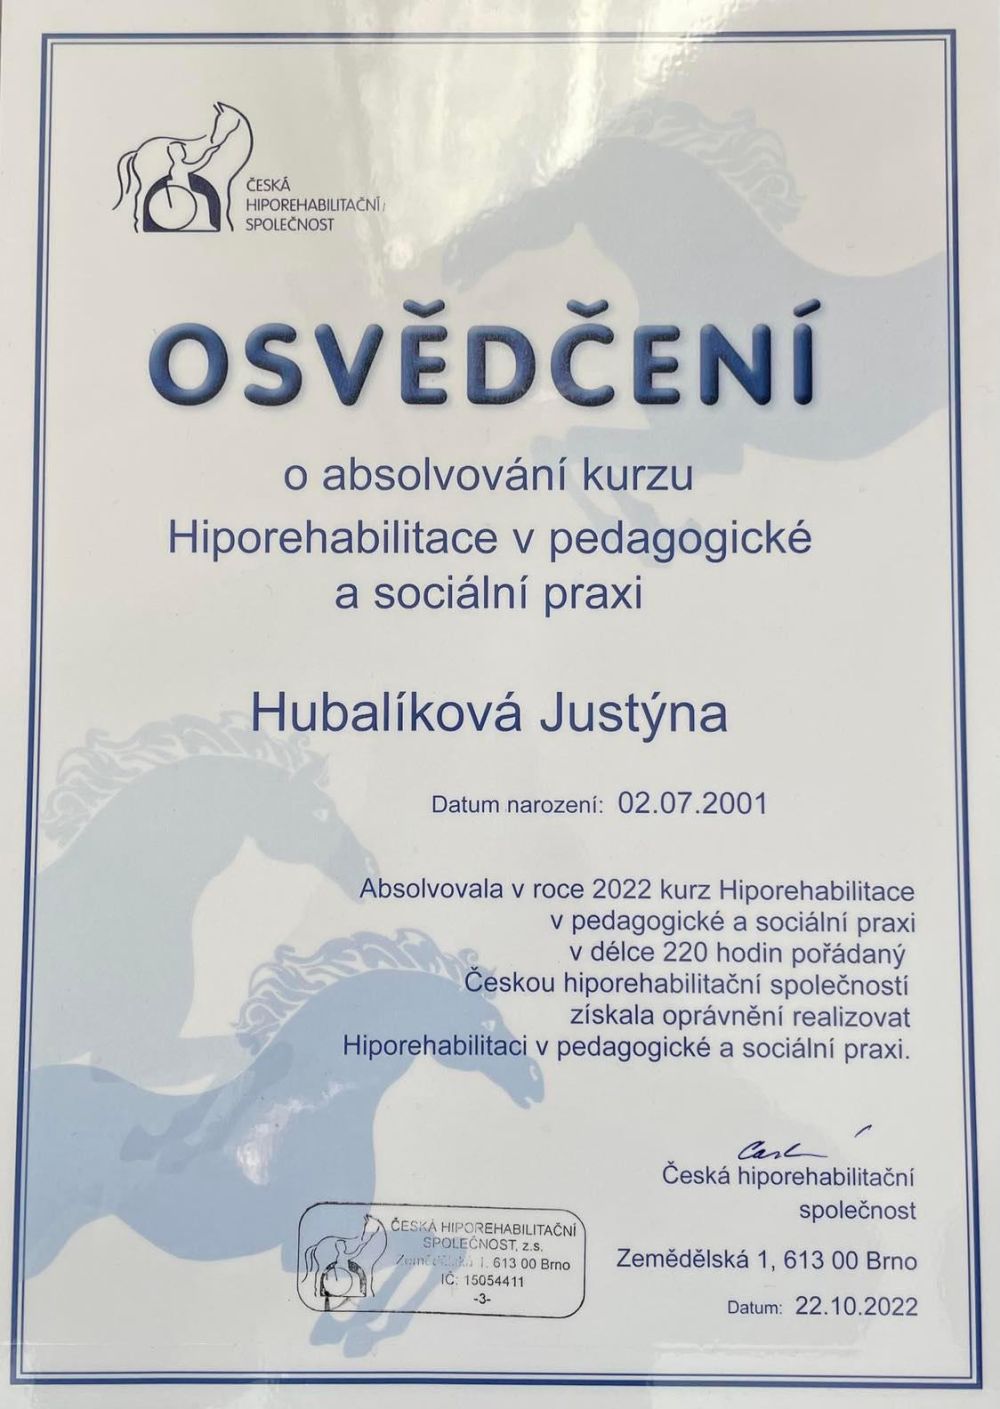 ČESKÁ
HIPOREHABILITAČNÍ
SPOLEČNOST
OSVĚDČENÍ
o absolvování kurzu
Hiporehabilitace v pedagogické
a sociální praxi
Hubalíková Justýna
Datum narození: 02.07.2001
Absolvovala v roce 2022 kurz Hiporehabilitace
v pedagogické a sociální praxi
v délce 220 hodin pořádaný
Českou hiporehabilitační společností
získala oprávnění realizovat
Hiporehabilitaci v pedagogické a sociální praxi.
Česká hiporehabilitační
společnost
Zemědělská 1, 613 00 Brno
Datum: 22.10.2022
ČESKÁ HIPOREHABILITAČNÍ
SPOLEČNOST, z.s.
1, 613 00 Brno
IČ: 15054411
-3-